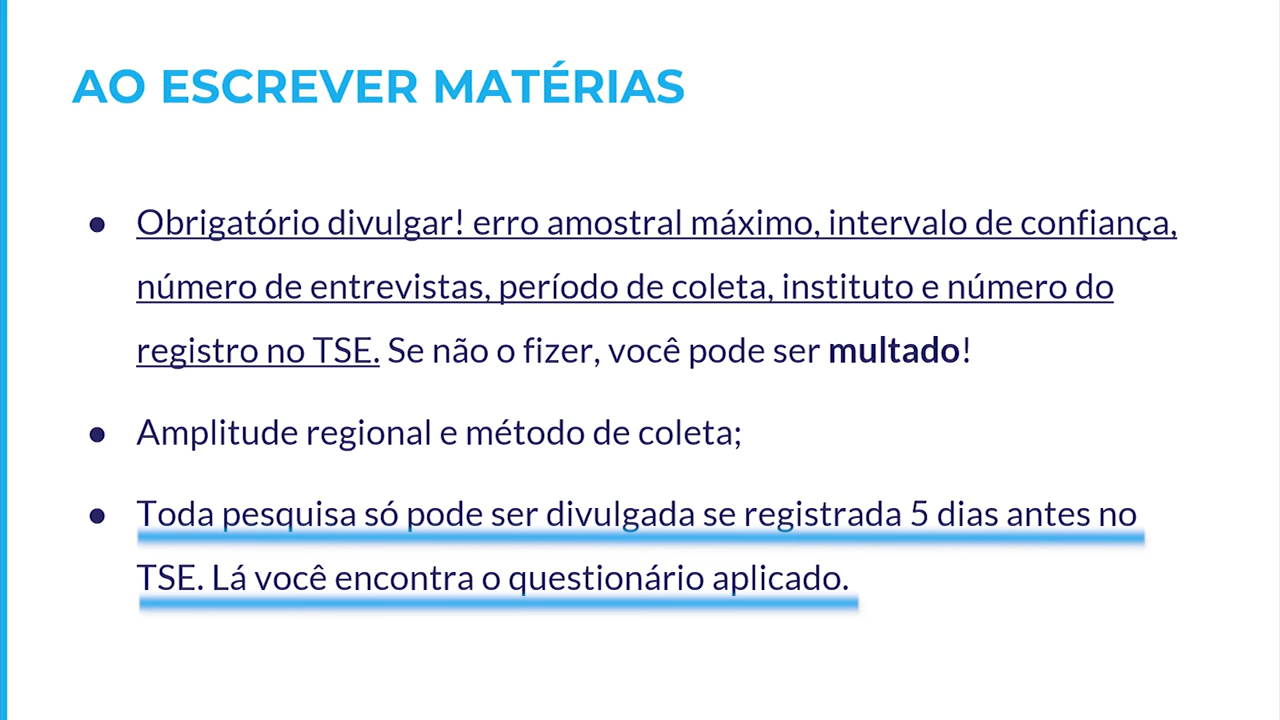 AO ESCREVER MATÉRIAS
● Obrigatório divulgar! erro amostral máximo, intervalo de confiança,
número de entrevistas, período de coleta, instituto e número do
registro no TSE. Se não o fizer, você pode ser multado!
● Amplitude regional e método de coleta;
● Toda pesquisa só pode ser divulgada se registrada 5 dias antes no
TSE. Lá você encontra o questionário aplicado.